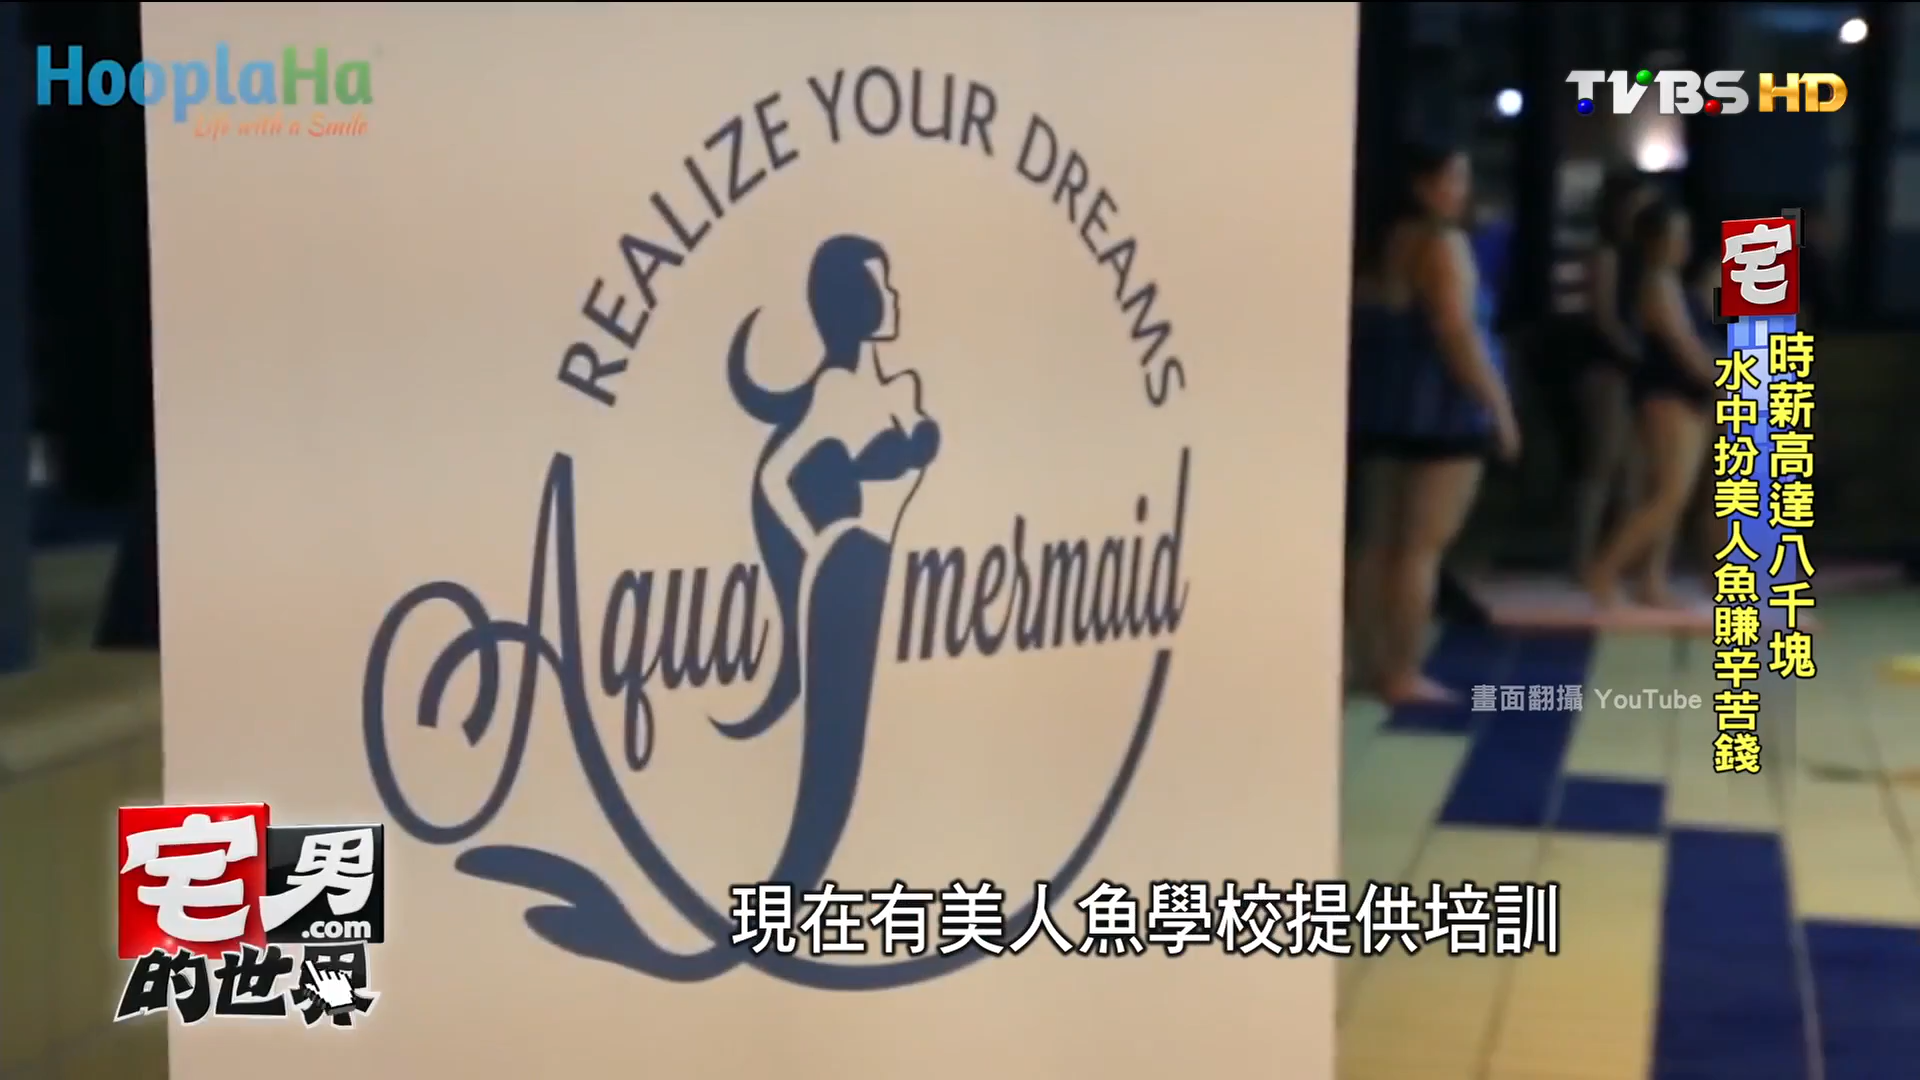 HooplaHa
Life with a Smile
TVBS HD
REALIZE YOUR DREAMS
Aquamermaid
宅
時薪高達八千塊
水中扮美人魚賺辛苦錢
畫面翻攝 YouTube
宅男
.com
的世界
現在有美人魚學校提供培訓